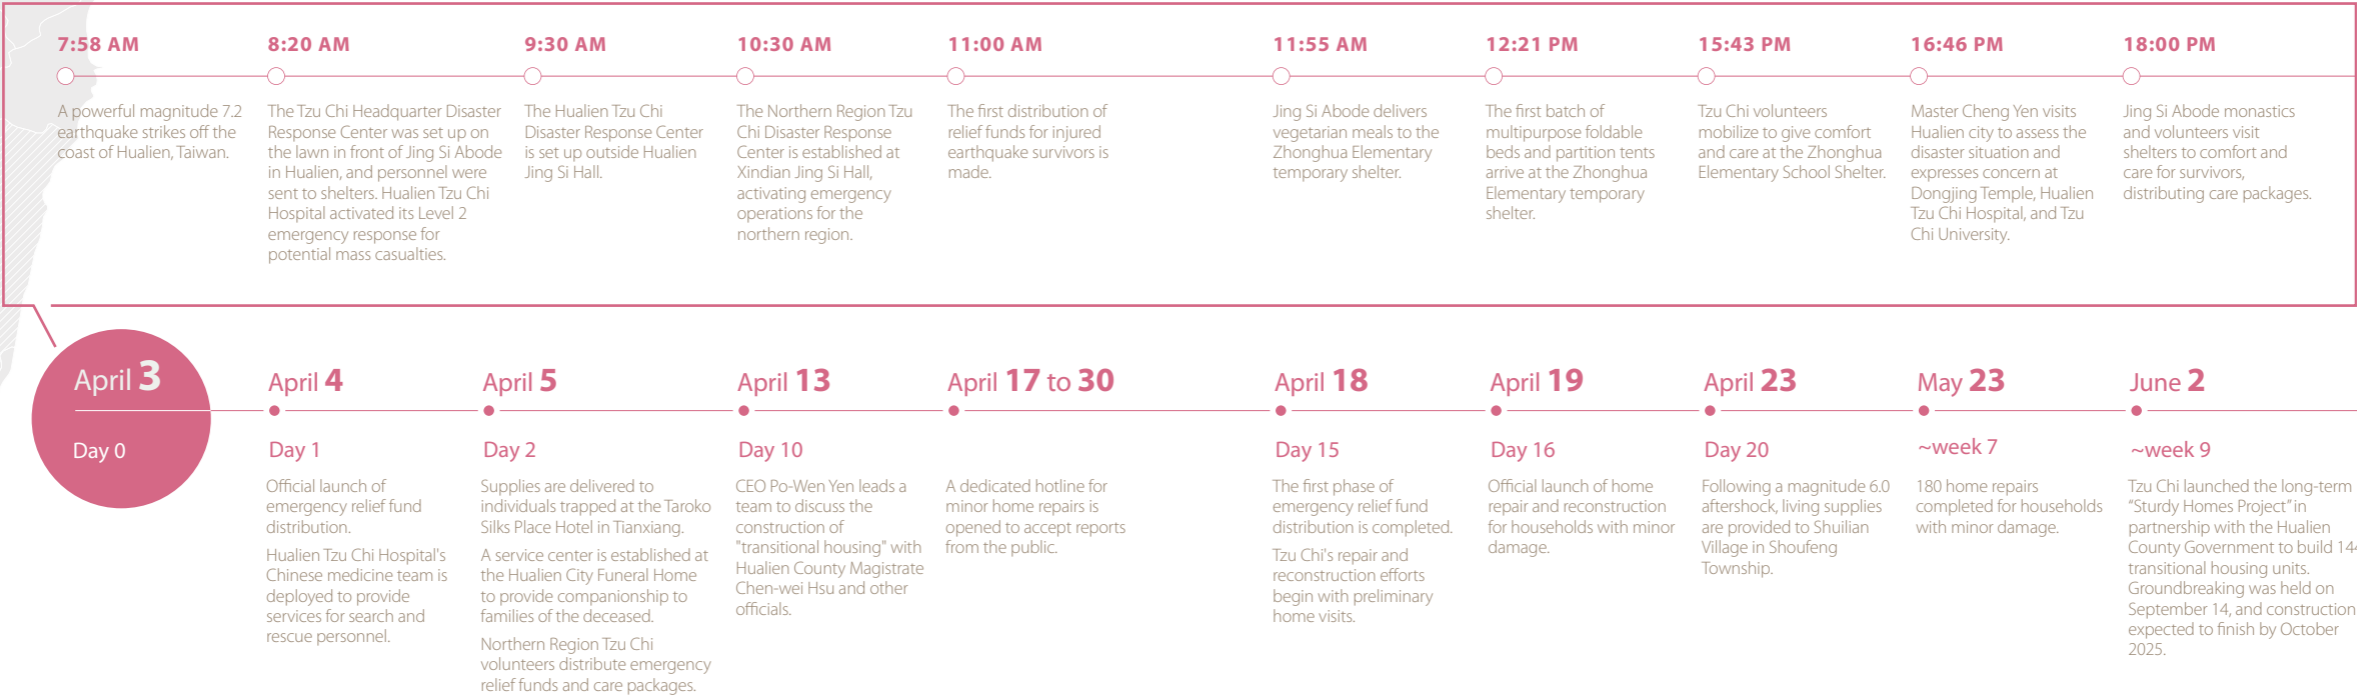 7:58 AM
A powerful magnitude 7.2
earthquake strikes off the
coast of Hualien, Taiwan.
8:20 AM
The Tzu Chi Headquarter Disaster
Response Center was set up on
the lawn in front of Jing Si Abode
in Hualien, and personnel were
sent to shelters. Hualien Tzu Chi
Hospital activated its Level 2
emergency response for
potential mass casualties.
9:30 AM
The Hualien Tzu Chi
Disaster Response Center
is set up outside Hualien
Jing Si Hall.
10:30 AM
The Northern Region Tzu
Chi Disaster Response
Center is established at
Xindian Jing Si Hall,
activating emergency
operations for the
northern region.
11:00 AM
The first distribution of
relief funds for injured
earthquake survivors is
made.
11:55 AM
Jing Si Abode delivers
vegetarian meals to the
Zhonghua Elementary
temporary shelter.
12:21 PM
The first batch of
multipurpose foldable
beds and partition tents
arrive at the Zhonghua
Elementary temporary
shelter.
15:43 PM
Tzu Chi volunteers
mobilize to give comfort
and care at the Zhonghua
Elementary School Shelter.
16:46 PM
Master Cheng Yen visits
Hualien city to assess the
disaster situation and
expresses concern at
Dongjing Temple, Hualien
Tzu Chi Hospital, and Tzu
Chi University.
18:00 PM
Jing Si Abode monastics
and volunteers visit
shelters to comfort and
care for survivors,
distributing care packages.
April 3
Day 0
April 4
Day 1
Official launch of
emergency relief fund
distribution.
Hualien Tzu Chi Hospital's
Chinese medicine team is
deployed to provide
services for search and
rescue personnel.
April 5
Day 2
Supplies are delivered to
individuals trapped at the Taroko
Silks Place Hotel in Tianxiang.
A service center is established at
the Hualien City Funeral Home
to provide companionship to
families of the deceased.
Northern Region Tzu Chi
volunteers distribute emergency
relief funds and care packages.
April 13
Day 10
CEO Po-Wen Yen leads a
team to discuss the
construction of
"transitional housing" with
Hualien County Magistrate
Chen-wei Hsu and other
officials.
April 17 to 30
A dedicated hotline for
minor home repairs is
opened to accept reports
from the public.
April 18
Day 15
The first phase of
emergency relief fund
distribution is completed.
Tzu Chi's repair and
reconstruction efforts
begin with preliminary
home visits.
April 19
Day 16
Official launch of home
repair and reconstruction
for households with minor
damage.
April 23
Day 20
Following a magnitude 6.0
aftershock, living supplies
are provided to Shuilian
Village in Shoufeng
Township.
May 23
~week 7
180 home repairs
completed for households
with minor damage.
June 2
~week 9
Tzu Chi launched the long-term
“Sturdy Homes Project” in
partnership with the Hualien
County Government to build
transitional housing units.
Groundbreaking was held on
September 14, and construction
expected to finish by October
2025.